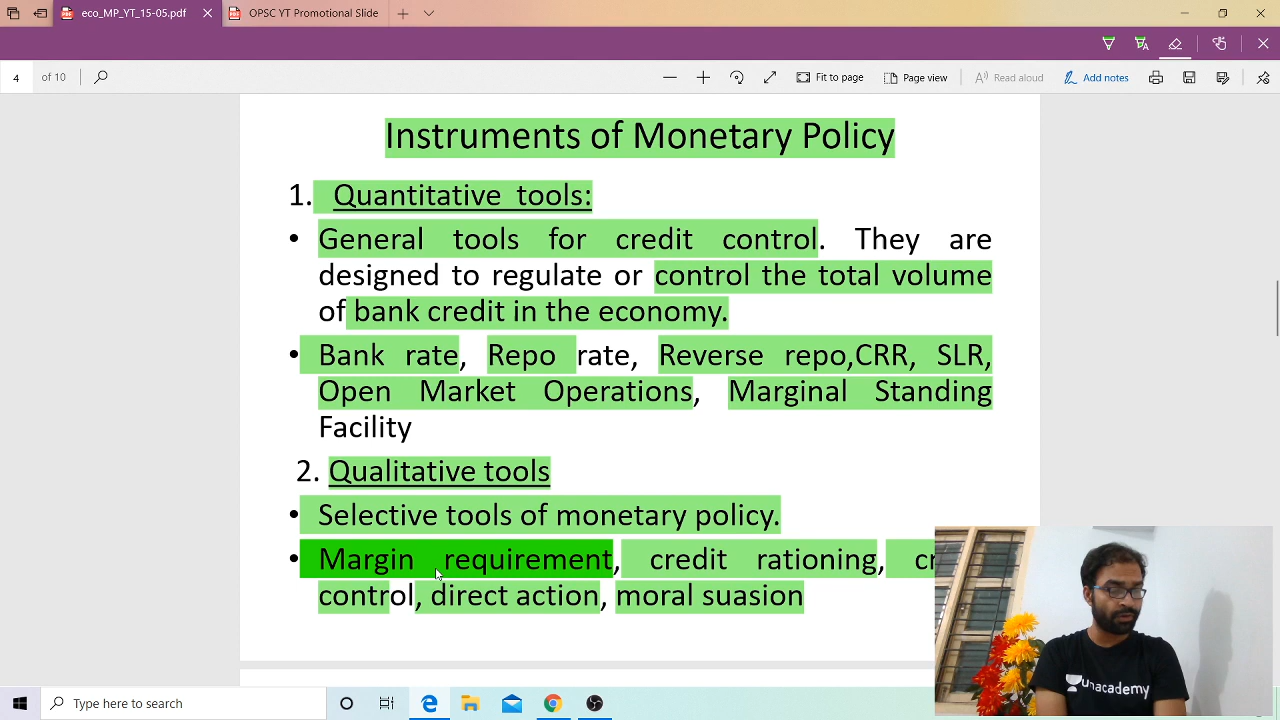 eco_MP_YT_15-05.pdf
OPSC YT Promotional Slide
4 of 10
Fit to page
Page view
Read aloud
Add notes
Instruments of Monetary Policy
1. Quantitative tools:
• General tools for credit control. They are
designed to regulate or control the total volume
of bank credit in the economy.
• Bank rate, Repo rate, Reverse repo,CRR, SLR,
Open Market Operations, Marginal Standing
Facility
2. Qualitative tools
• Selective tools of monetary policy.
• Margin requirement, credit rationing,
control, direct action, moral suasion
unacademy
Type here to search